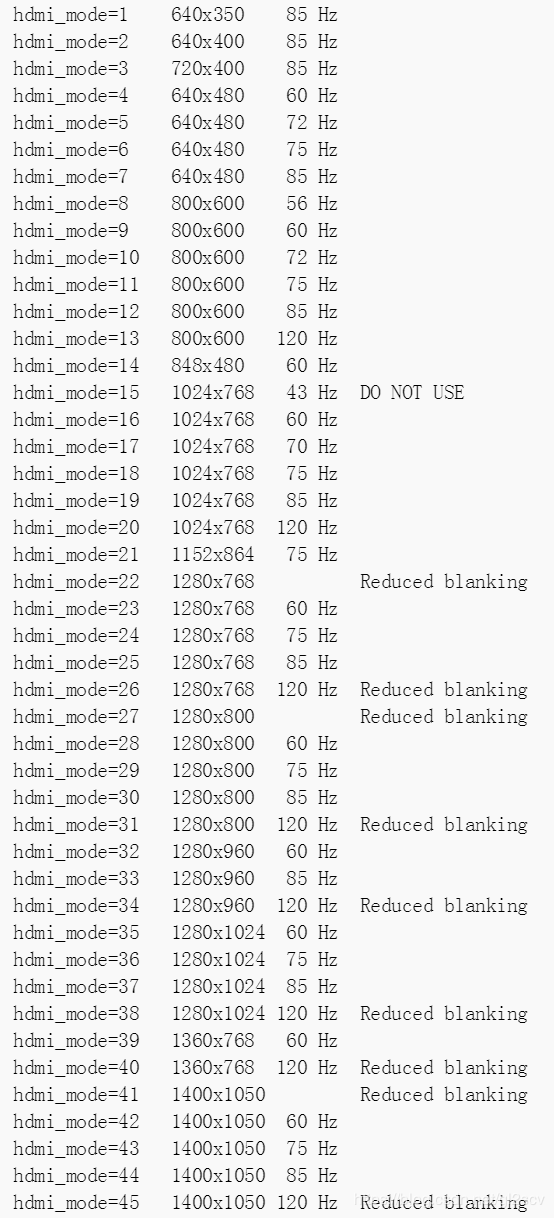 hdmi_mode=1 640x350 85 Hz
hdmi_mode=2 640x400 85 Hz
hdmi_mode=3 720x400 85 Hz
hdmi_mode=4 640x480 60 Hz
hdmi_mode=5 640x480 72 Hz
hdmi_mode=6 640x480 75 Hz
hdmi_mode=7 640x480 85 Hz
hdmi_mode=8 800x600 56 Hz
hdmi_mode=9 800x600 60 Hz
hdmi_mode=10 800x600 72 Hz
hdmi_mode=11 800x600 75 Hz
hdmi_mode=12 800x600 85 Hz
hdmi_mode=13 800x600 120 Hz
hdmi_mode=14 848x480 60 Hz
hdmi_mode=15 1024x768 43 Hz DO NOT USE
hdmi_mode=16 1024x768 60 Hz
hdmi_mode=17 1024x768 70 Hz
hdmi_mode=18 1024x768 75 Hz
hdmi_mode=19 1024x768 85 Hz
hdmi_mode=20 1024x768 120 Hz
hdmi_mode=21 1152x864 75 Hz
hdmi_mode=22 1280x768 Reduced blanking
hdmi_mode=23 1280x768 60 Hz
hdmi_mode=24 1280x768 75 Hz
hdmi_mode=25 1280x768 85 Hz
hdmi_mode=26 1280x768 120 Hz Reduced blanking
hdmi_mode=27 1280x800 Reduced blanking
hdmi_mode=28 1280x800 60 Hz
hdmi_mode=29 1280x800 75 Hz
hdmi_mode=30 1280x800 85 Hz
hdmi_mode=31 1280x800 120 Hz Reduced blanking
hdmi_mode=32 1280x960 60 Hz
hdmi_mode=33 1280x960 85 Hz
hdmi_mode=34 1280x960 120 Hz Reduced blanking
hdmi_mode=35 1280x1024 60 Hz
hdmi_mode=36 1280x1024 75 Hz
hdmi_mode=37 1280x1024 85 Hz
hdmi_mode=38 1280x1024 120 Hz Reduced blanking
hdmi_mode=39 1360x768 60 Hz
hdmi_mode=40 1360x768 120 Hz Reduced blanking
hdmi_mode=41 1400x1050 Reduced blanking
hdmi_mode=42 1400x1050 60 Hz
hdmi_mode=43 1400x1050 75 Hz
hdmi_mode=44 1400x1050 85 Hz
hdmi_mode=45 1400x1050 120 Hz Reduced blanking